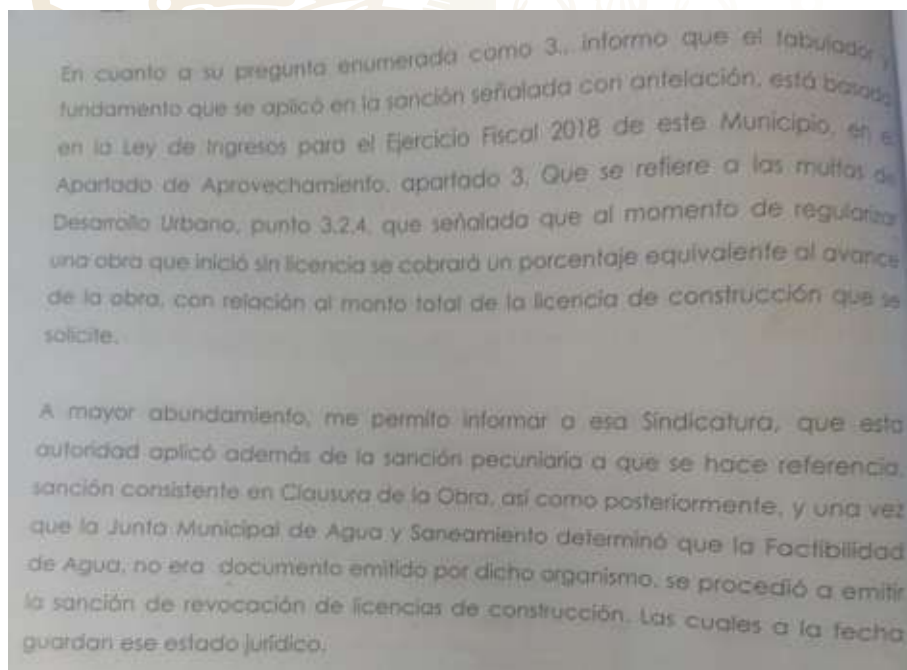 En cuanto a su pregunta enumerada como 3., informo que el tabulador y
fundamento que se aplicó en la sanción señalada con antelación, está basado
en la Ley de Ingresos para el Ejercicio Fiscal 2018 de este Municipio, en el
Apartado de Aprovechamiento, apartado 3. Que se refiere a las multas de
Desarrollo Urbano, punto 3.2.4. que señalada que al momento de regularizar
una obra que inició sin licencia se cobrará un porcentaje equivalente al avance
de la obra, con relación al monto total de la licencia de construcción que se
solicite.
A mayor abundamiento, me permito informar a esa Sindicatura, que esta
autoridad aplicó además de la sanción pecuniaria a que se hace referencia,
sanción consistente en Clausura de la Obra, así como posteriormente, y una vez
que la Junta Municipal de Agua y Saneamiento determinó que la Factibilidad
de Agua, no era documento emitido por dicho organismo, se procedió a emitir
la sanción de revocación de licencias de construcción. Las cuales a la fecha
guardan ese estado jurídico.